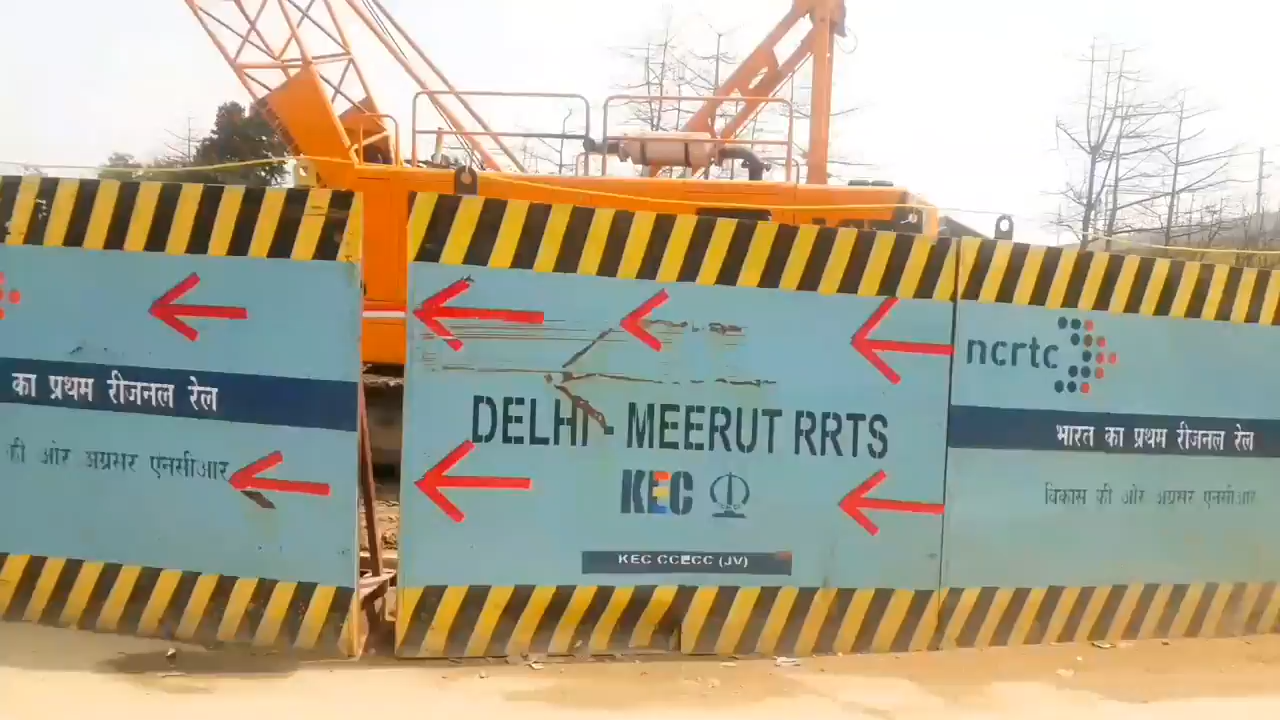 का प्रथम रीजनल रेल
की ओर अग्रसर एनसीआर
DELHI - MEERUT RRTS
KEC
KEC CCECC (JV)
ncrtc
भारत का प्रथम रीजनल रेल
विकास की ओर अग्रसर एनसीआर